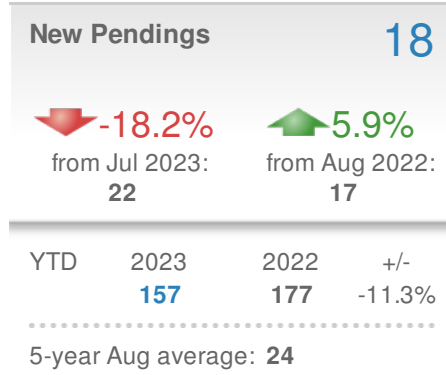 New Pendings 18
-18.2% 5.9%
from Jul 2023: from Aug 2022:
22 17
YTD 2023 2022 +/-
157 177 -11.3%
5-year Aug average: 24